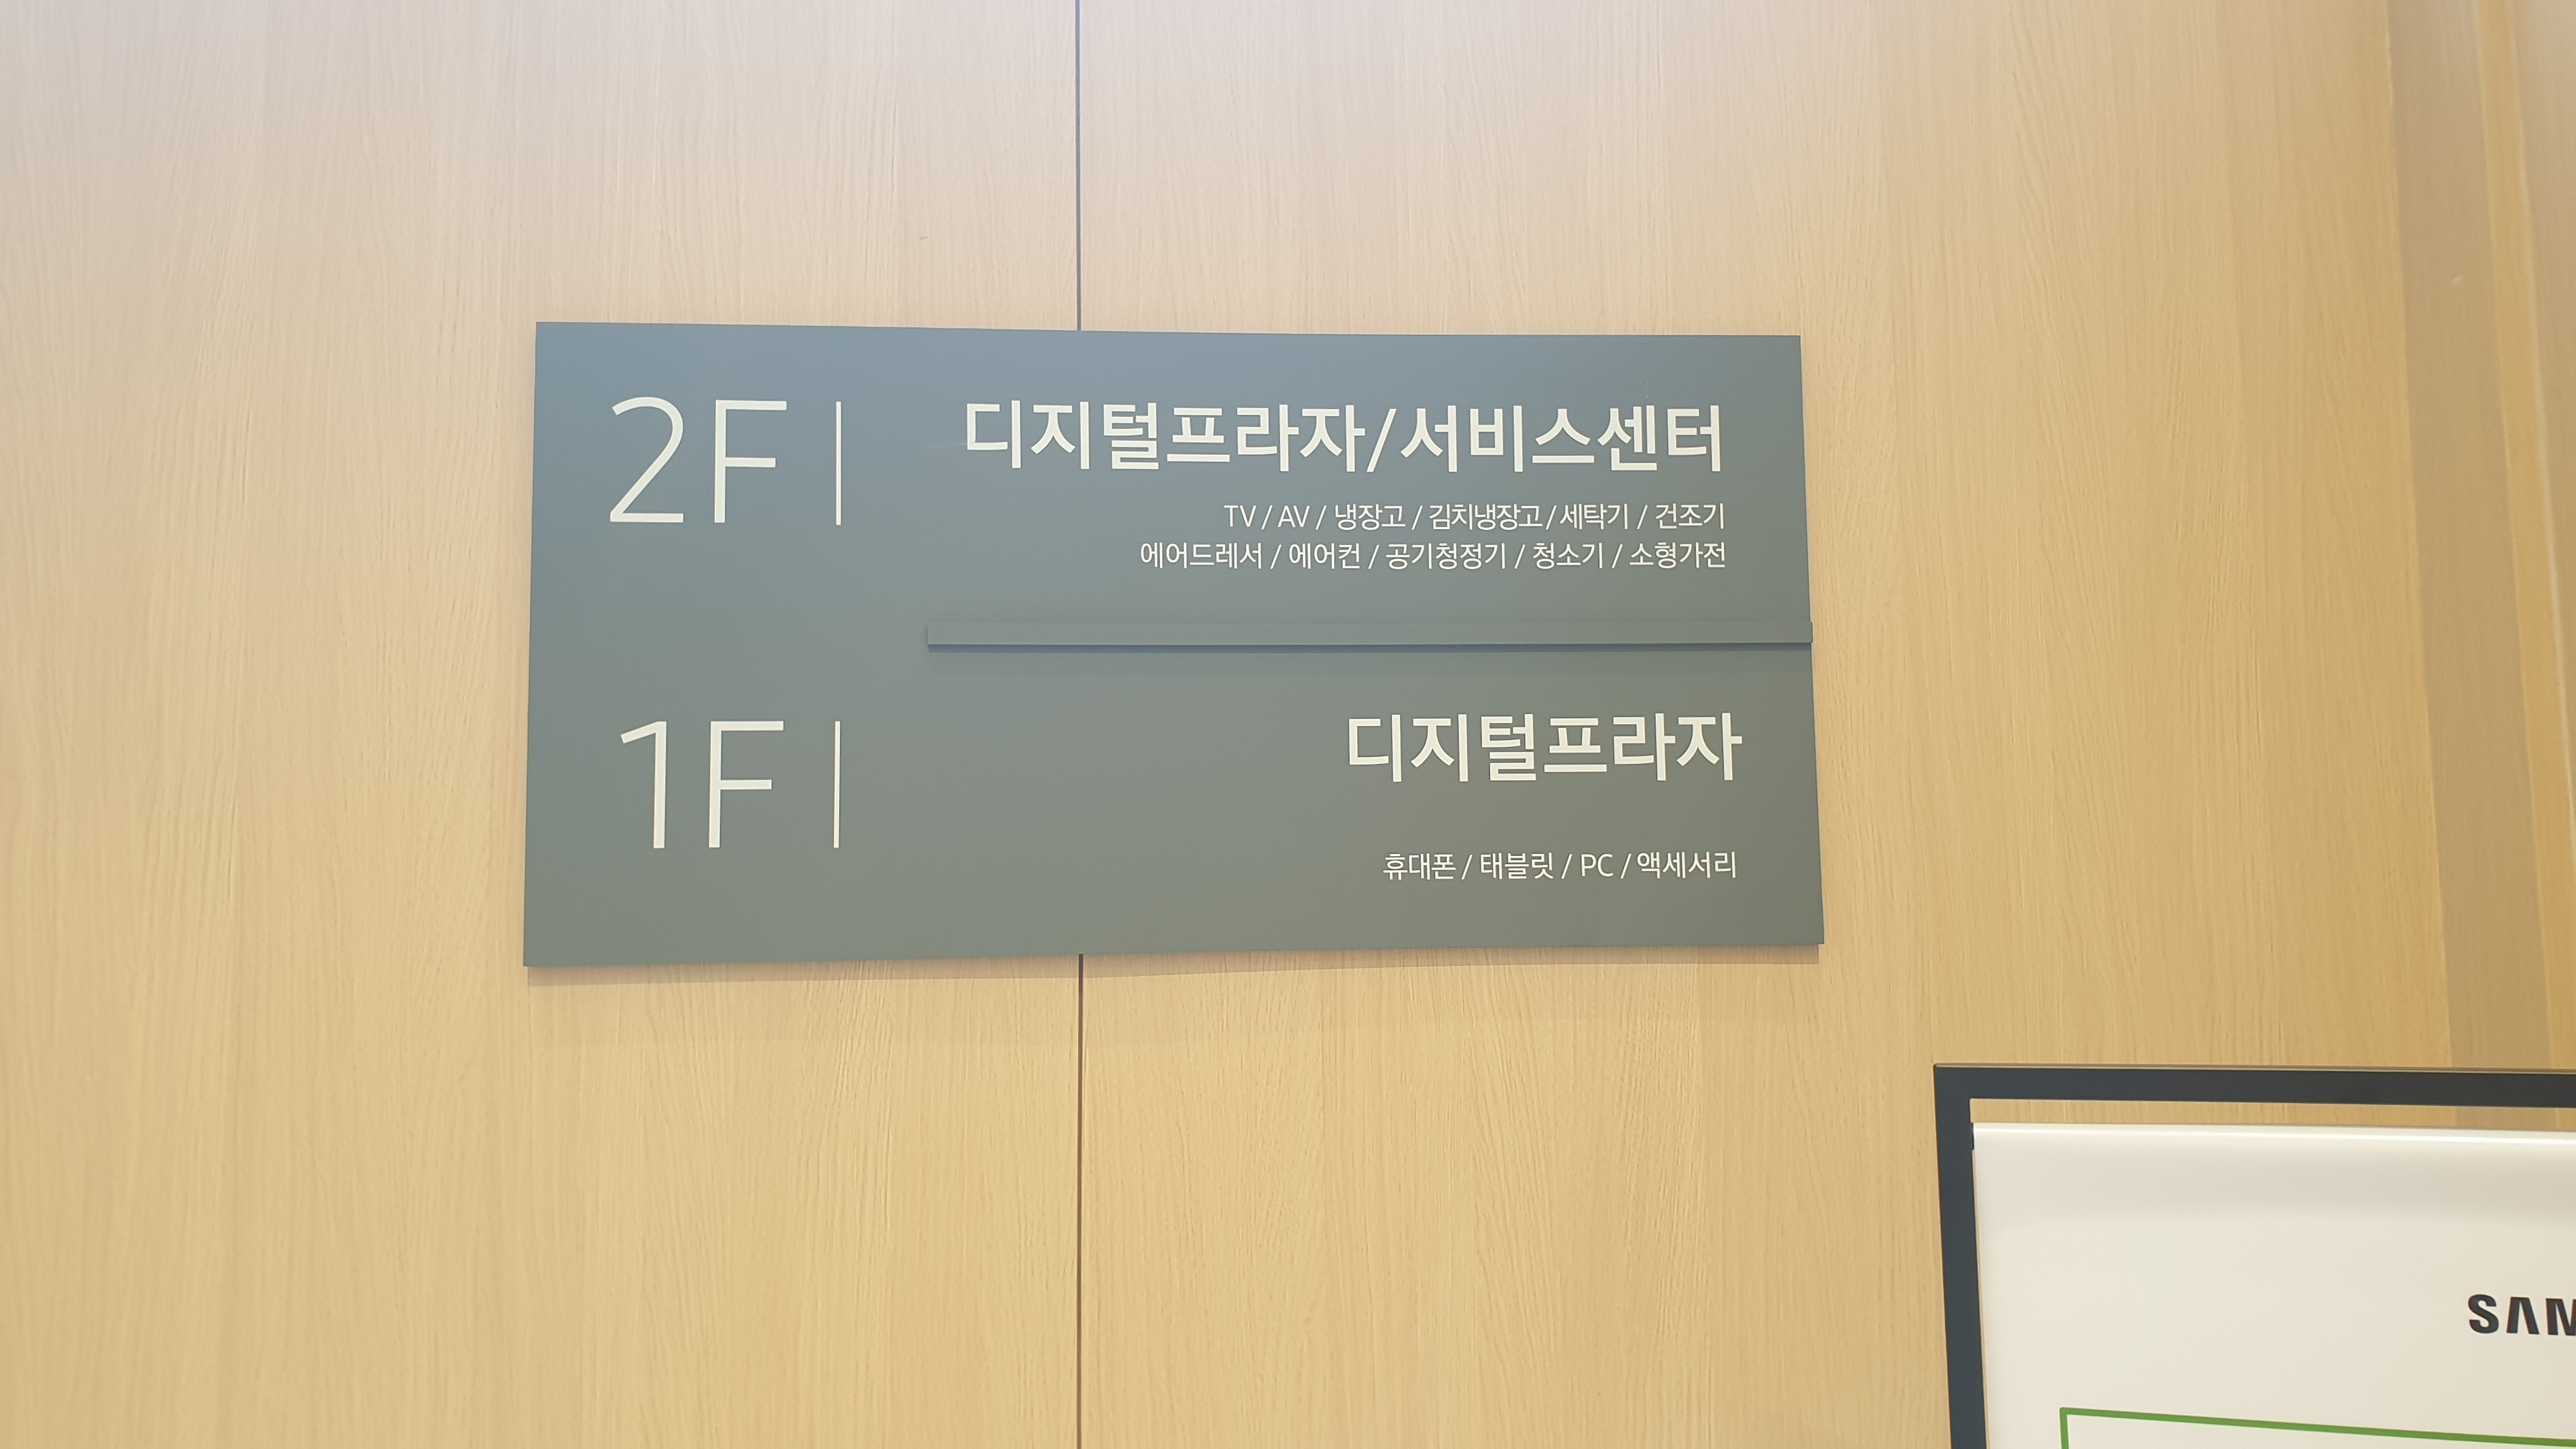 2F | 디지털프라자/서비스센터
TV / AV / 냉장고 / 김치냉장고 / 세탁기 / 건조기
에어드레서 / 에어컨 / 공기청정기 / 청소기 / 소형가전
1F | 디지털프라자
휴대폰 / 태블릿 / PC / 액세서리